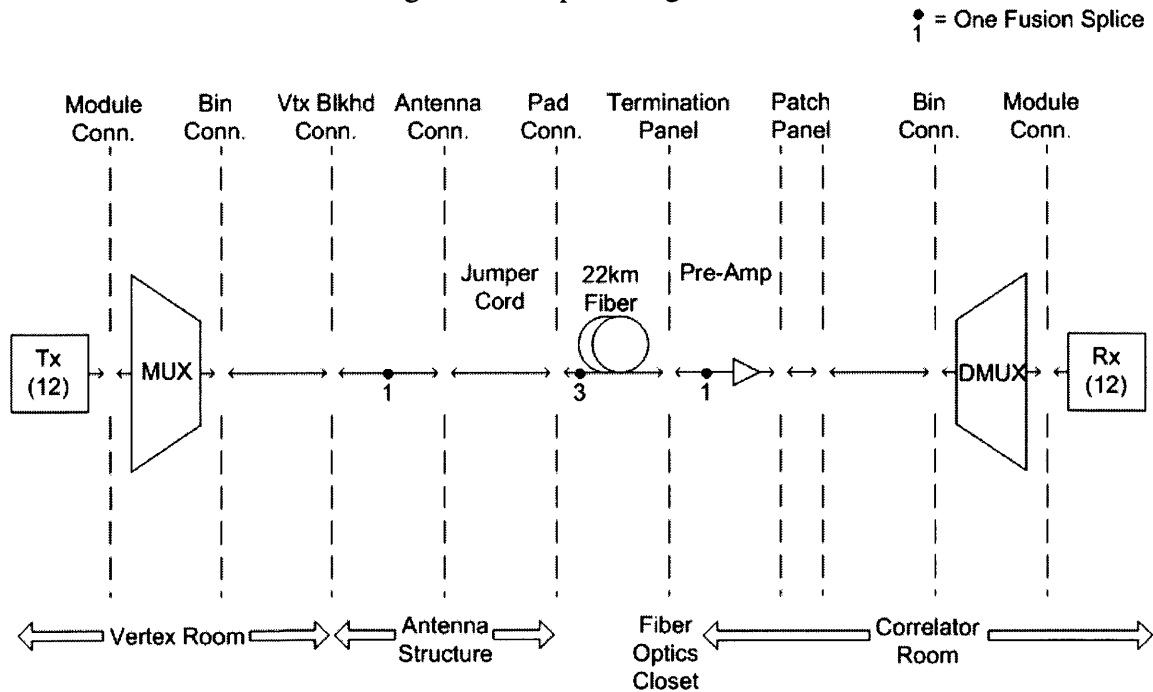 ● = One Fusion Splice
1
Module Conn.
Bin Conn.
Vtx Blkhd Conn.
Antenna Conn.
Pad Conn.
Termination Panel
Patch Panel
Bin Conn.
Module Conn.
Jumper Cord
22km Fiber
Pre-Amp
Tx (12)
MUX
1
3
1
DMUX
Rx (12)
Vertex Room
Antenna Structure
Fiber Optics Closet
Correlator Room